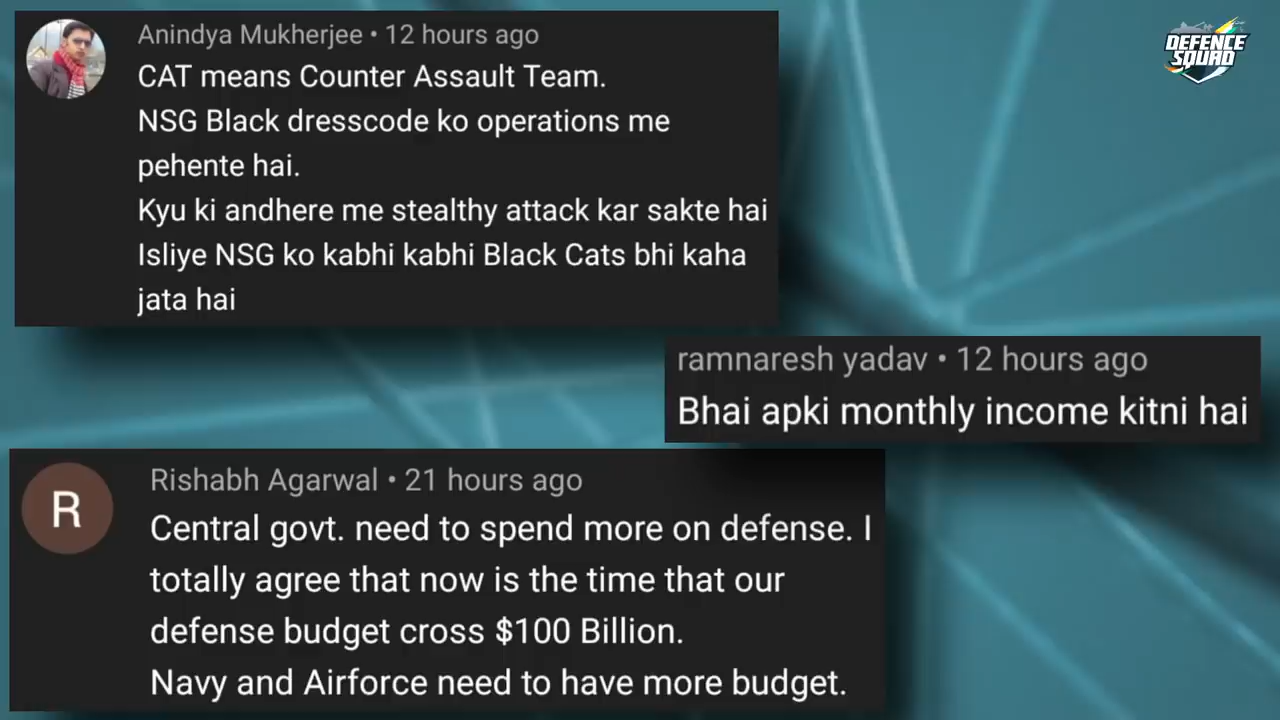 Anindya Mukherjee • 12 hours ago
CAT means Counter Assault Team.
NSG Black dresscode ko operations me
pehente hai.
Kyu ki andhere me stealthy attack kar sakte hai
Isliye NSG ko kabhi kabhi Black Cats bhi kaha
jata hai
DEFENCE
SQUAD
ramnaresh yadav • 12 hours ago
Bhai apki monthly income kitni hai
R
Rishabh Agarwal • 21 hours ago
Central govt. need to spend more on defense. I
totally agree that now is the time that our
defense budget cross $100 Billion.
Navy and Airforce need to have more budget.